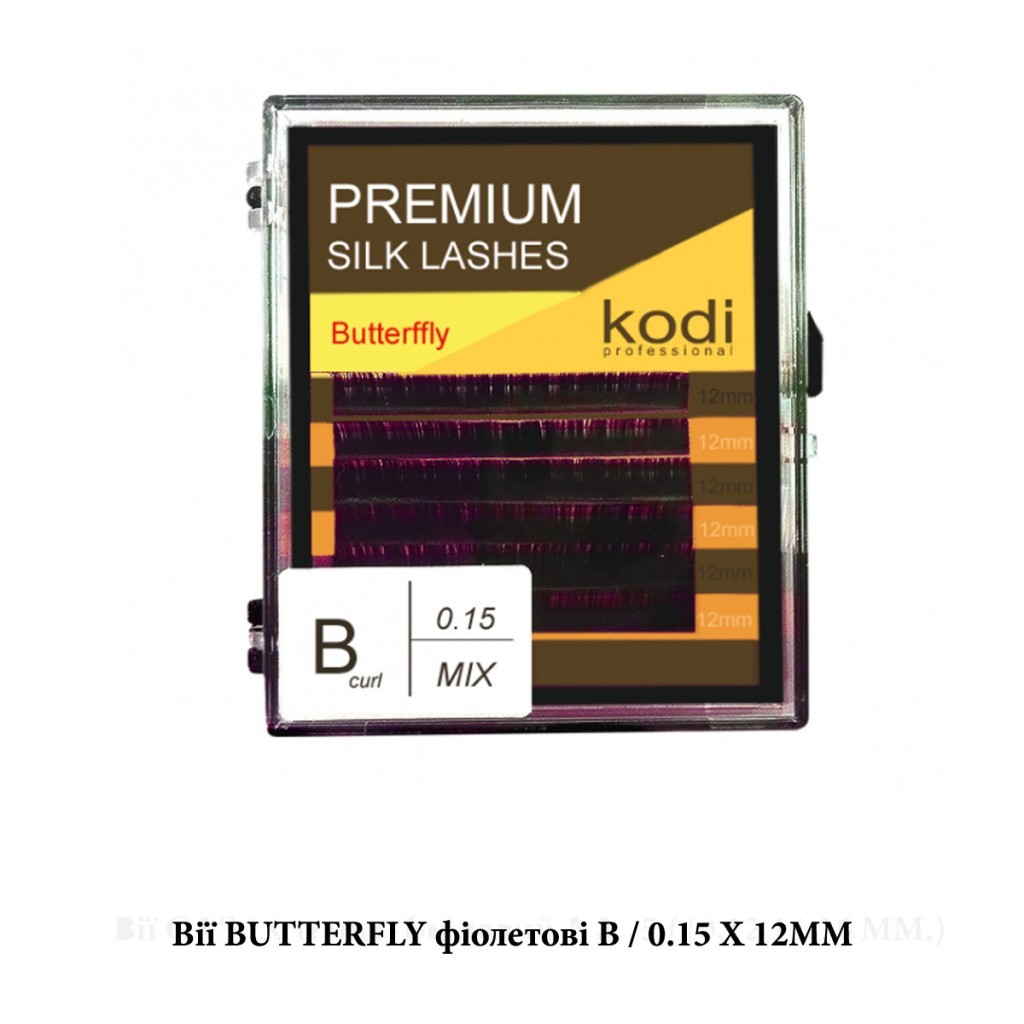 PREMIUM
SILK LASHES
Butterffly
kodi
professional
12mm
12mm
12mm
12mm
12mm
12mm
B curl
0.15
MIX
Вії BUTTERFLY фіолетові B / 0.15 X 12MM